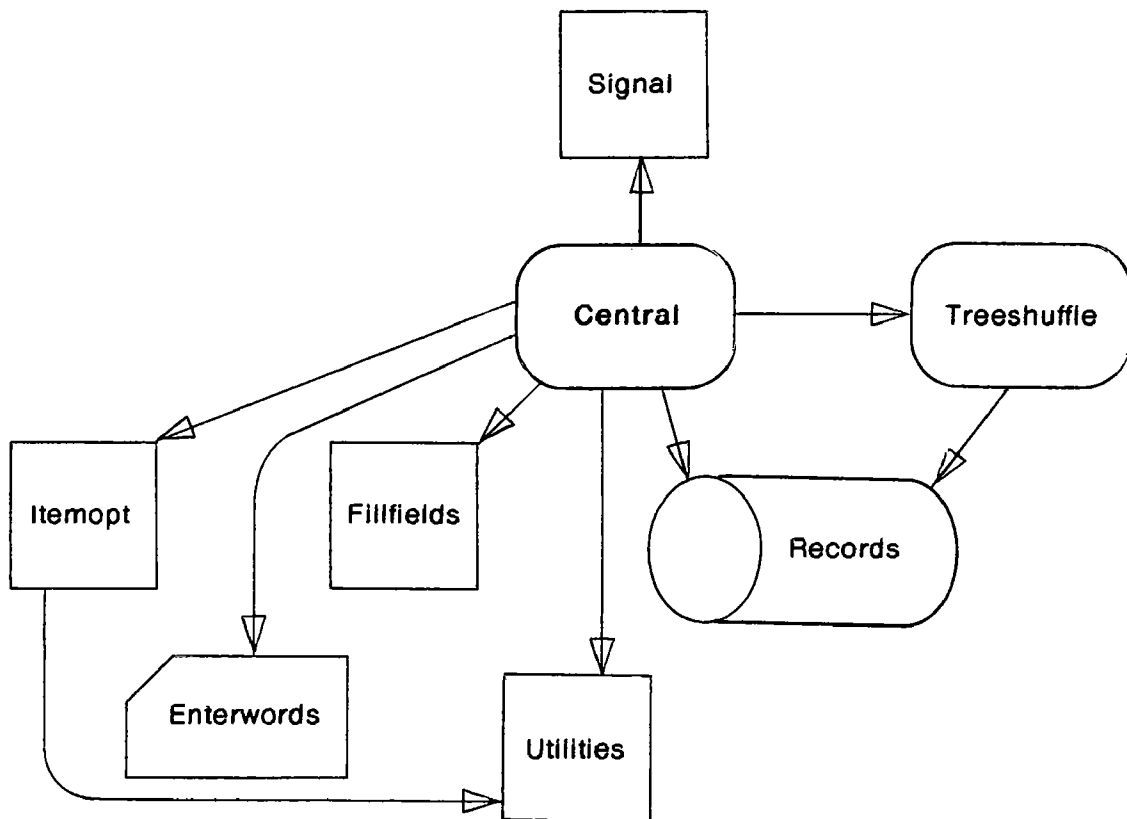 Signal
Central
Treeshuffle
Itemopt
Fillfields
Records
Enterwords
Utilities